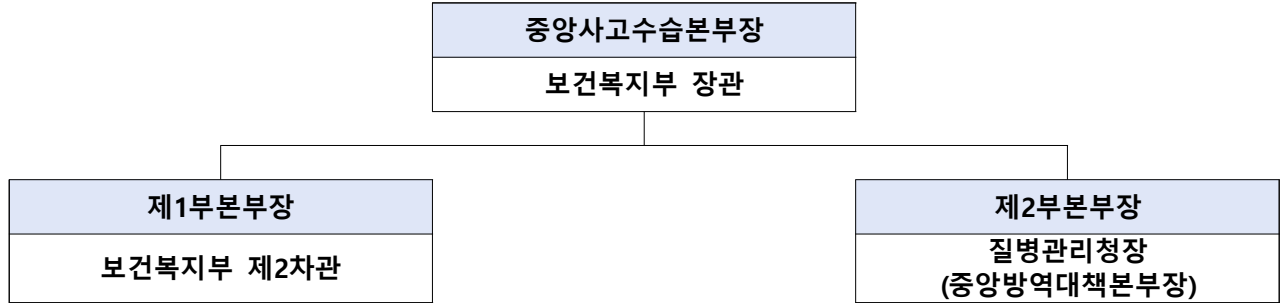 중앙사고수습본부장
보건복지부 장관
제1부본부장
보건복지부 제2차관
제2부본부장
질병관리청장
(중앙방역대책본부장)